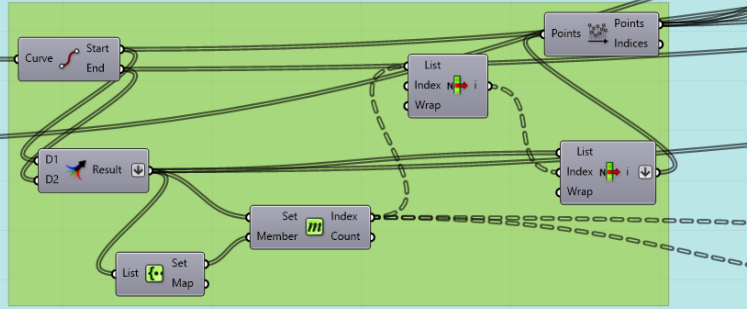 Curve Start
End
Points Points
Indices
List
Index N i
Wrap
D1
D2
Result
List
Index N i
Wrap
Set Index
Member m Count
List Set
Map